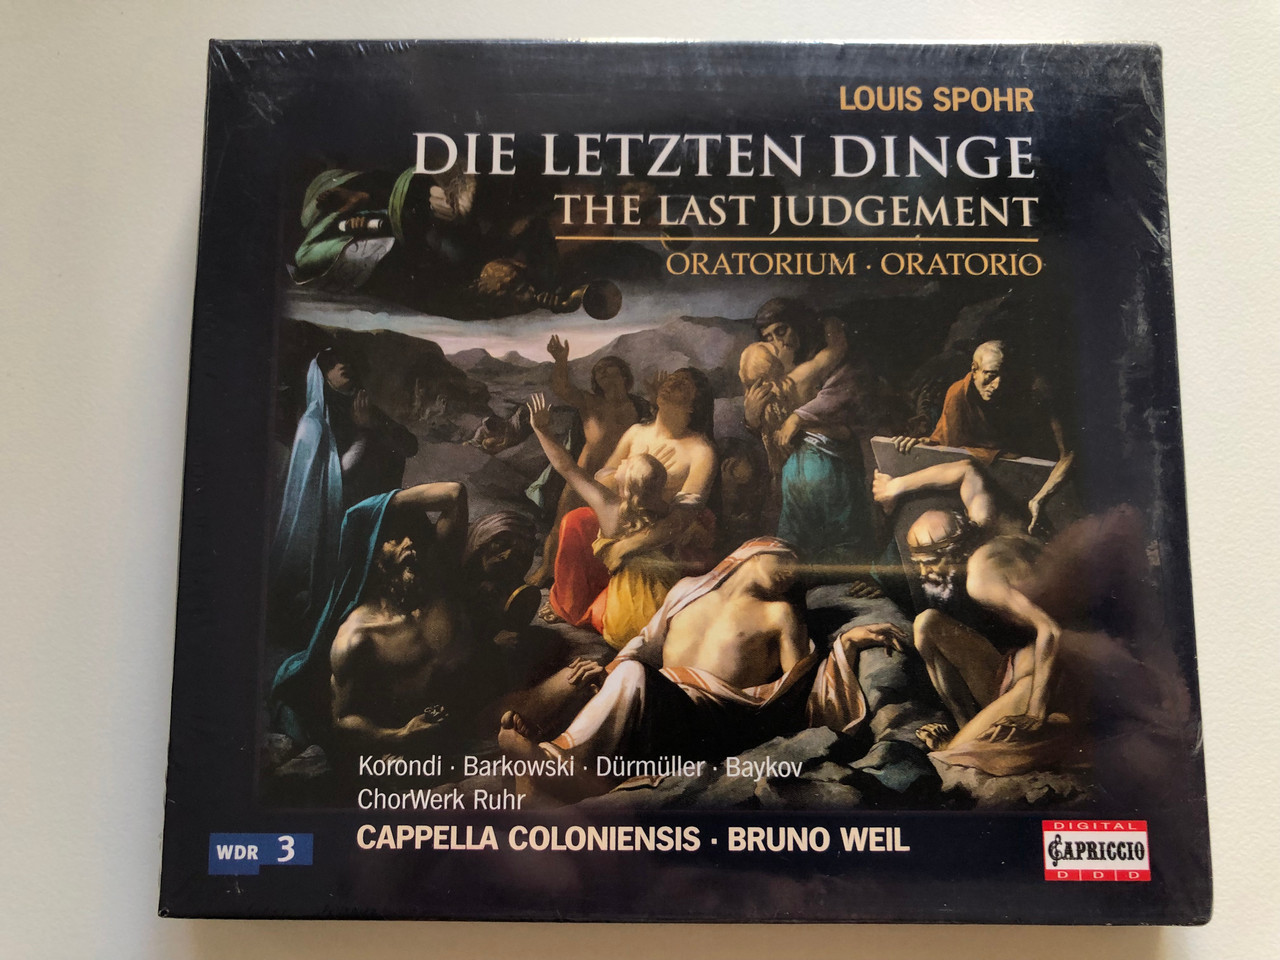 LOUIS SPOHR
DIE LETZTEN DINGE
THE LAST JUDGEMENT
ORATORIUM · ORATORIO
Korondi · Barkowski · Dürmüller · Baykov
ChorWerk Ruhr
CAPPELLA COLONIENSIS · BRUNO WEIL
WDR 3
DIGITAL
CAPRICCIO
D D D